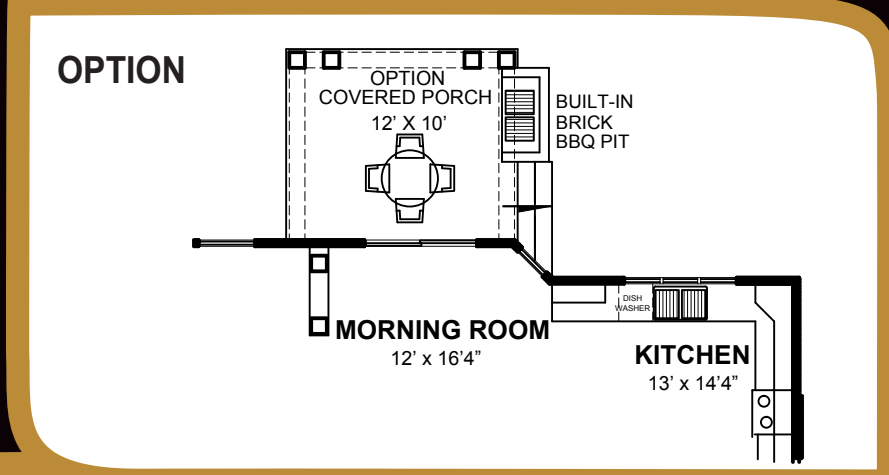 OPTION
OPTION
COVERED PORCH
12’ X 10’
BUILT-IN
BRICK
BBQ PIT
DISH
WASHER
MORNING ROOM
12’ x 16’4”
KITCHEN
13’ x 14’4”